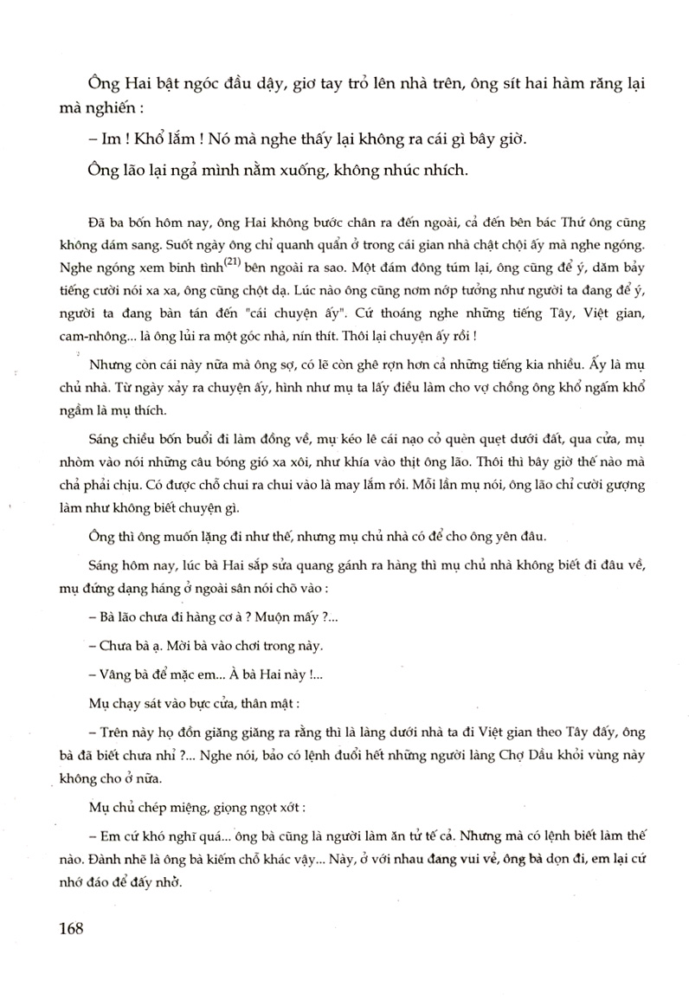 Ông Hai bật ngóc đầu dậy, giơ tay trỏ lên nhà trên, ông sít hai hàm răng lại
mà nghiến :
– Im ! Khổ lắm ! Nó mà nghe thấy lại không ra cái gì bây giờ.
Ông lão lại ngả mình nằm xuống, không nhúc nhích.
Đã ba bốn hôm nay, ông Hai không bước chân ra đến ngoài, cả đến bên bác Thứ ông cũng
không dám sang. Suốt ngày ông chỉ quanh quẩn ở trong cái gian nhà chật chội ấy mà nghe ngóng.
Nghe ngóng xem binh tình(21) bên ngoài ra sao. Một đám đông túm lại, ông cũng để ý, dăm bảy
tiếng cười nói xa xa, ông cũng chột dạ. Lúc nào ông cũng nơm nớp tưởng như người ta đang để ý,
người ta đang bàn tán đến "cái chuyện ấy". Cứ thoáng nghe những tiếng Tây, Việt gian,
cam-nhông... là ông lủi ra một góc nhà, nín thít. Thôi lại chuyện ấy rồi !
Nhưng còn cái này nữa mà ông sợ, có lẽ còn ghê rợn hơn cả những tiếng kia nhiều. Ấy là mụ
chủ nhà. Từ ngày xảy ra chuyện ấy, hình như mụ ta lấy điều làm cho vợ chồng ông khổ ngấm khổ
ngầm là mụ thích.
Sáng chiều bốn buổi đi làm đồng về, mụ kéo lê cái nạo cỏ quèn quẹt dưới đất, qua cửa, mụ
nhòm vào nói những câu bóng gió xa xôi, như khía vào thịt ông lão. Thôi thì bây giờ thế nào mà
chả phải chịu. Có được chỗ chui ra chui vào là may lắm rồi. Mỗi lần mụ nói, ông lão chỉ cười gượng
làm như không biết chuyện gì.
Ông thì ông muốn lặng đi như thế, nhưng mụ chủ nhà có để cho ông yên đâu.
Sáng hôm nay, lúc bà Hai sắp sửa quang gánh ra hàng thì mụ chủ nhà không biết đi đâu về,
mụ đứng dạng háng ở ngoài sân nói chõ vào :
– Bà lão chưa đi hàng cơ à ? Muộn mấy ?...
– Chưa bà ạ. Mời bà vào chơi trong này.
– Vâng bà để mặc em... À bà Hai này !...
Mụ chạy sát vào bực cửa, thân mật :
– Trên này họ đồn giăng giăng ra rằng thì là làng dưới nhà ta đi Việt gian theo Tây đấy, ông
bà đã biết chưa nhỉ ?... Nghe nói, bảo có lệnh đuổi hết những người làng Chợ Dầu khỏi vùng này
không cho ở nữa.
Mụ chủ chép miệng, giọng ngọt xớt :
– Em cứ khó nghĩ quá... ông bà cũng là người làm ăn tử tế cả. Nhưng mà có lệnh biết làm thế
nào. Đành nhẽ là ông bà kiếm chỗ khác vậy... Này, ở với nhau đang vui vẻ, ông bà dọn đi, em lại cứ
nhớ đáo để đấy nhở.
168